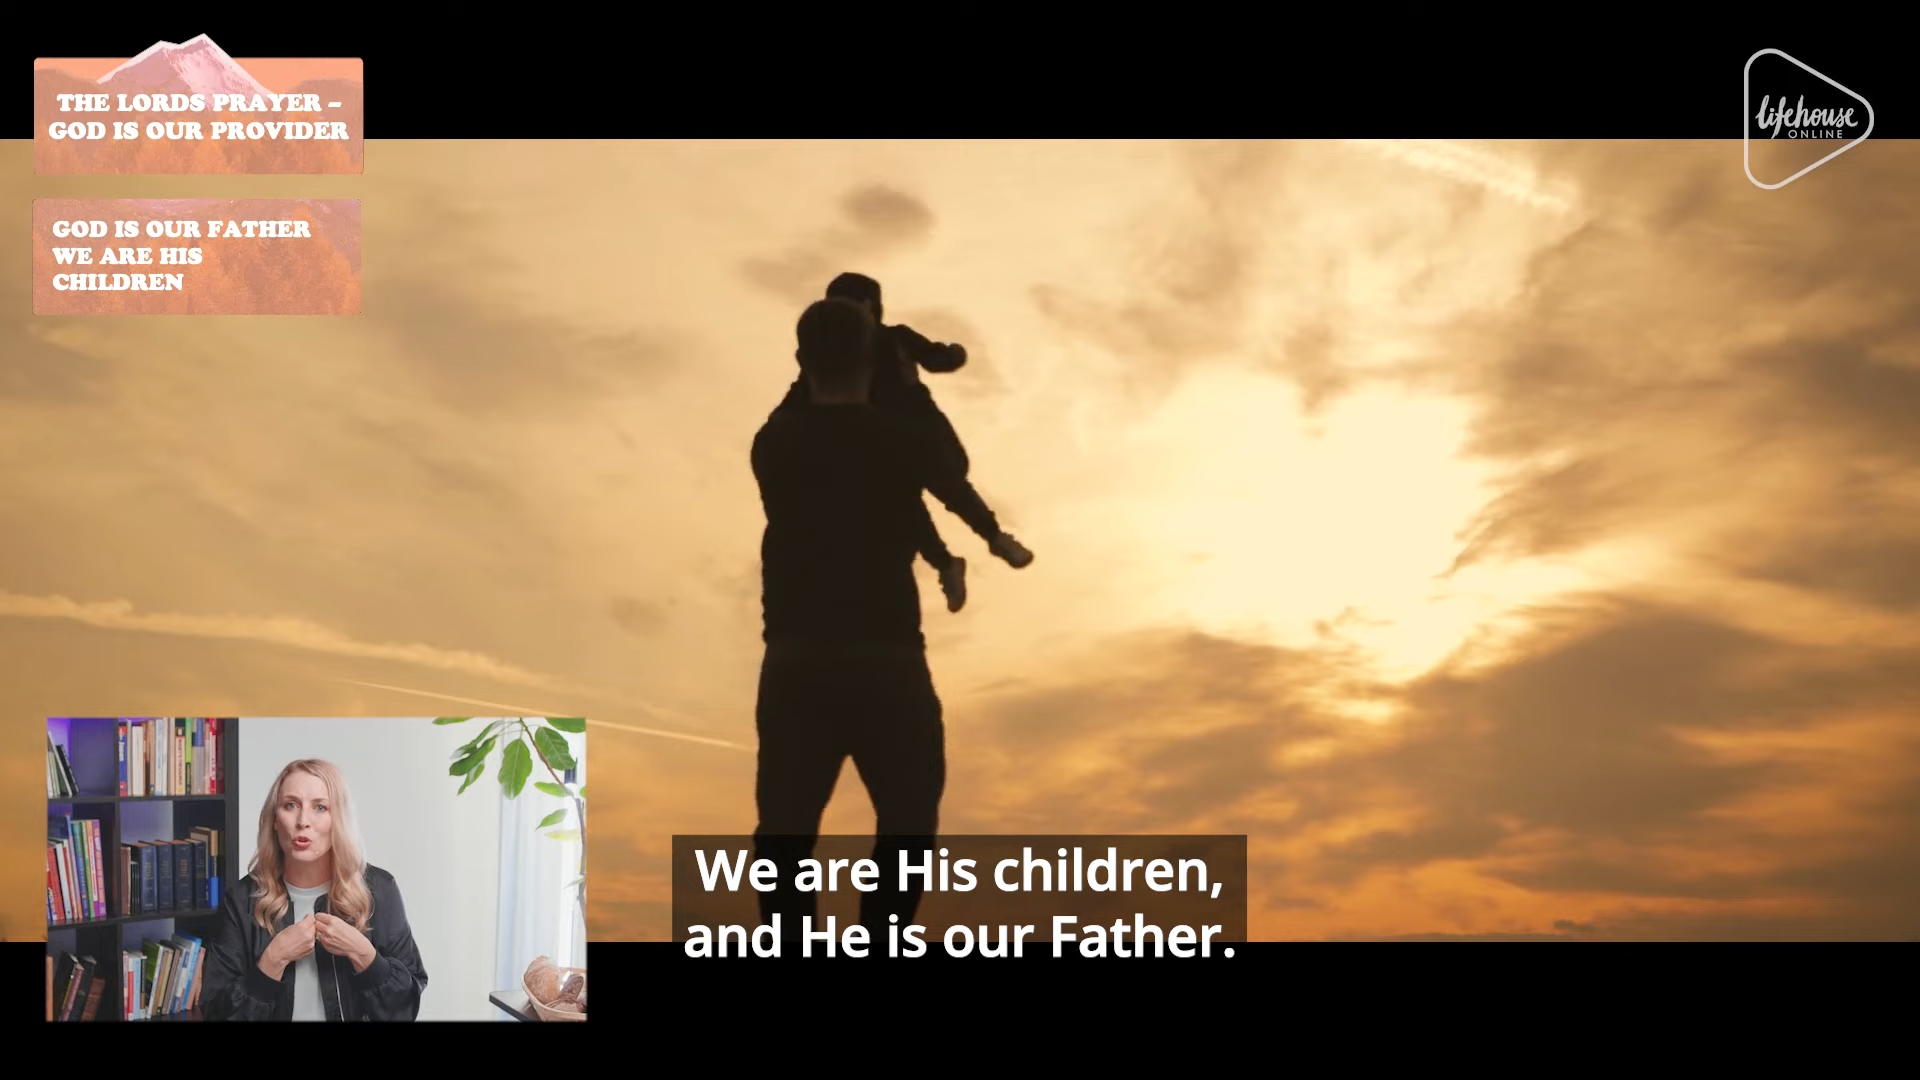 THE LORDS PRAYER –
GOD IS OUR PROVIDER
lifehouse
ONLINE
GOD IS OUR FATHER
WE ARE HIS
CHILDREN
We are His children,
and He is our Father.